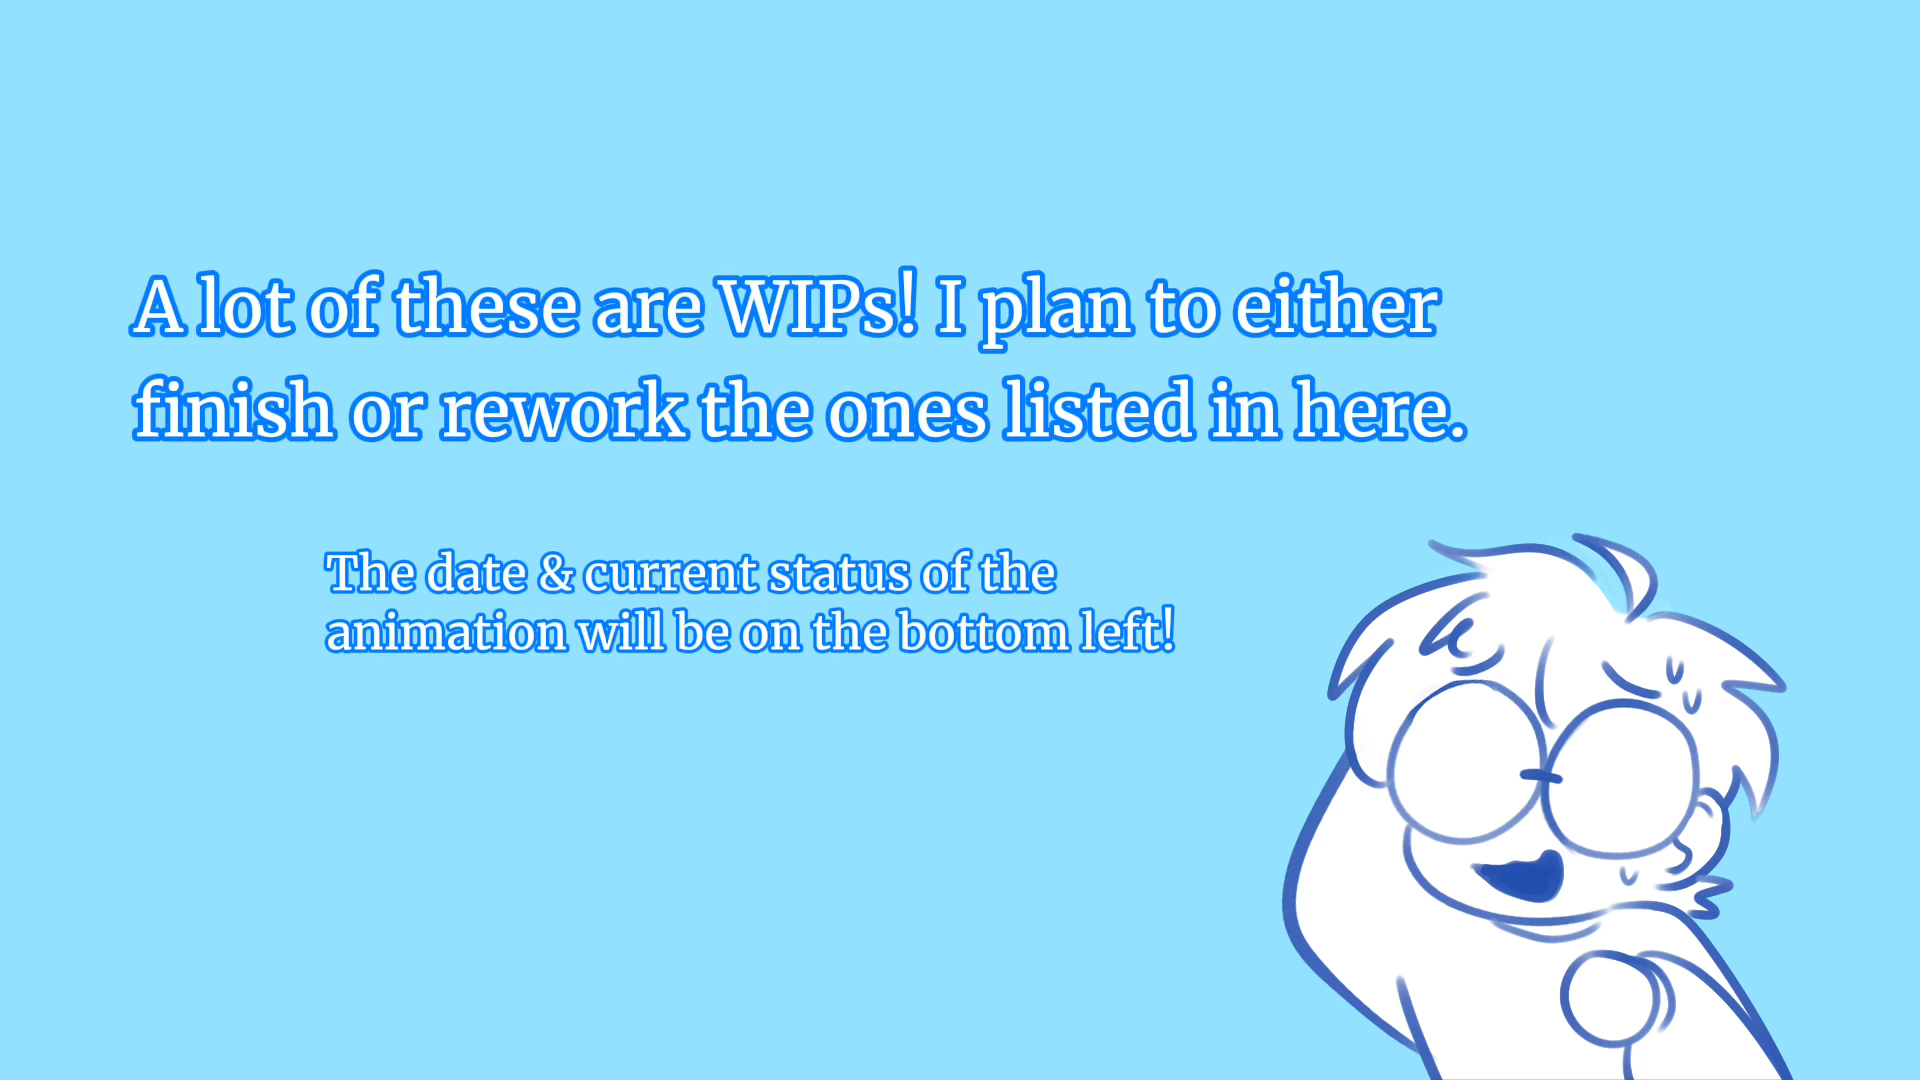 A lot of these are WIPs! I plan to either
finish or rework the ones listed in here.
The date & current status of the
animation will be on the bottom left!